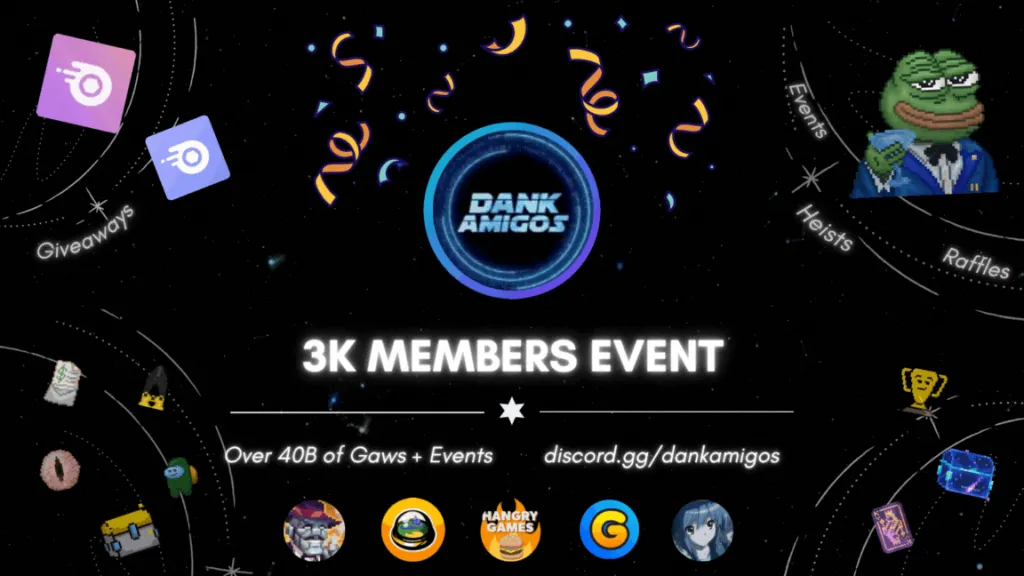 Giveaways
Events
Heists
Raffles
DANK
AMIGOS
3K MEMBERS EVENT
Over 40B of Gaws + Events
discord.gg/dankamigos
HANGRY
GAMES
G